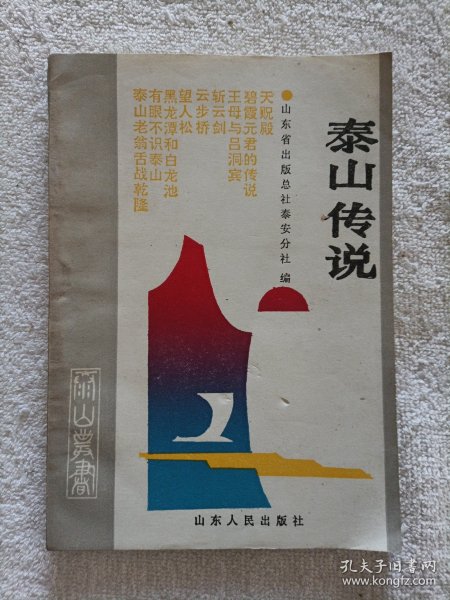 泰山传说
●山东省出版总社泰安分社 编
天贶殿
碧霞元君的传说
王母与吕洞宾
斩云剑
云步桥
望人松
黑龙潭和白龙池
有眼不识泰山
泰山老翁舌战乾隆
泰山丛书
山东人民出版社
孔夫子旧书网
www.kongfz.com